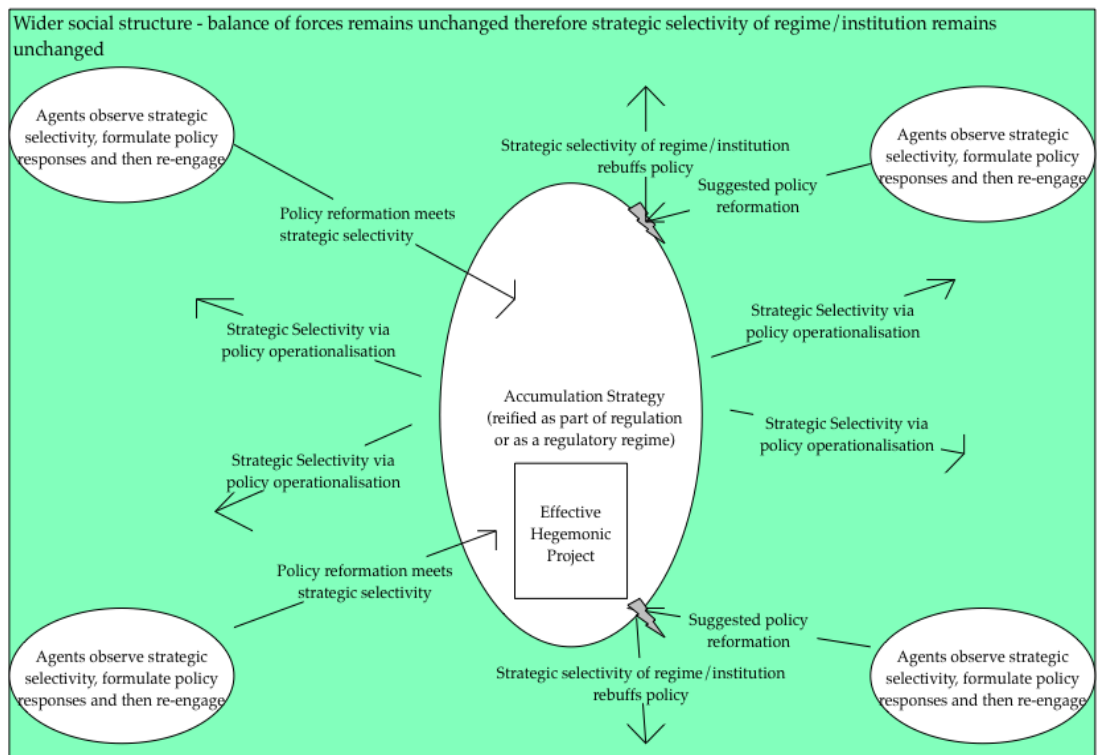 Wider social structure - balance of forces remains unchanged therefore strategic selectivity of regime/institution remains
unchanged
Agents observe strategic
selectivity, formulate policy
responses and then re-engage
Agents observe strategic
selectivity, formulate policy
responses and then re-engage
Strategic selectivity of regime/institution
rebuffs policy
Suggested policy
reformation
Policy reformation meets
strategic selectivity
Strategic Selectivity via
policy operationalisation
Strategic Selectivity via
policy operationalisation
Accumulation Strategy
(reified as part of regulation
or as a regulatory regime)
Strategic Selectivity via
policy operationalisation
Strategic Selectivity via
policy operationalisation
Effective
Hegemonic
Project
Policy reformation meets
strategic selectivity
Suggested policy
reformation
Strategic selectivity of regime/institution
rebuffs policy
Agents observe strategic
selectivity, formulate policy
responses and then re-engage
Agents observe strategic
selectivity, formulate policy
responses and then re-engage